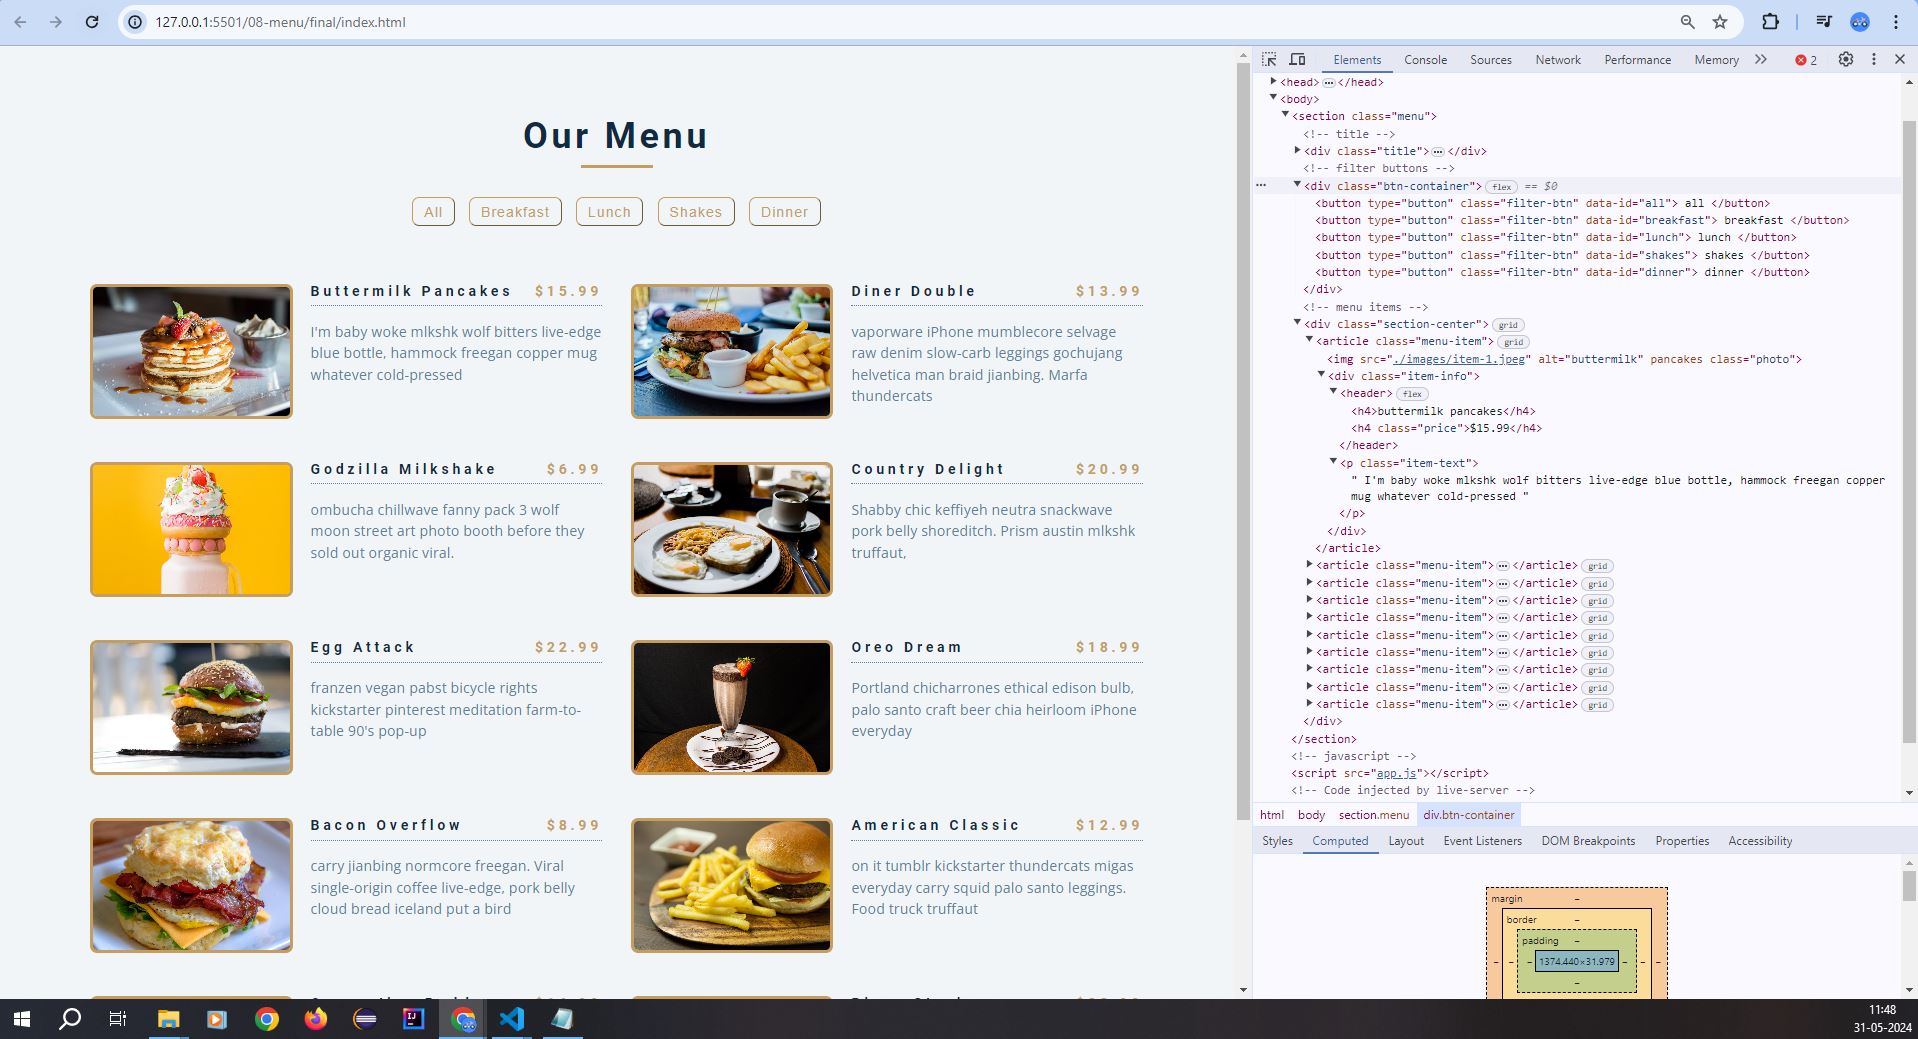 127.0.0.1:5501/08-menu/final/index.html
Our Menu
All Breakfast Lunch Shakes Dinner
Buttermilk Pancakes $15.99
I'm baby woke mlkshk wolf bitters live-edge
blue bottle, hammock freegan copper mug
whatever cold-pressed
Diner Double $13.99
vaporware iPhone mumblecore selvage
raw denim slow-carb leggings gochujang
helvetica man braid jianbing. Marfa
thundercats
Godzilla Milkshake $6.99
ombucha chillwave fanny pack 3 wolf
moon street art photo booth before they
sold out organic viral.
Country Delight $20.99
Shabby chic keffiyeh neutra snackwave
pork belly shoreditch. Prism austin mlkshk
truffaut,
Egg Attack $22.99
franzen vegan pabst bicycle rights
kickstarter pinterest meditation farm-to-
table 90's pop-up
Oreo Dream $18.99
Portland chicharrones ethical edison bulb,
palo santo craft beer chia heirloom iPhone
everyday
Bacon Overflow $8.99
carry jianbing normcore freegan. Viral
single-origin coffee live-edge, pork belly
cloud bread iceland put a bird
American Classic $12.99
on it tumblr kickstarter thundercats migas
everyday carry squid palo santo leggings.
Food truck truffaut
Elements Console Sources Network Performance Memory 2
<head> ••• </head>
<body>
<section class="menu">
<!-- title -->
<div class="title"> ••• </div>
<!-- filter buttons -->
••• <div class="btn-container"> flex == $0
<button type="button" class="filter-btn" data-id="all"> all </button>
<button type="button" class="filter-btn" data-id="breakfast"> breakfast </button>
<button type="button" class="filter-btn" data-id="lunch"> lunch </button>
<button type="button" class="filter-btn" data-id="shakes"> shakes </button>
<button type="button" class="filter-btn" data-id="dinner"> dinner </button>
</div>
<!-- menu items -->
<div class="section-center"> grid
<article class="menu-item"> grid
<img src="./images/item-1.jpeg" alt="buttermilk" pancakes class="photo">
<div class="item-info">
<header> flex
<h4>buttermilk pancakes</h4>
<h4 class="price">$15.99</h4>
</header>
<p class="item-text">
" I'm baby woke mlkshk wolf bitters live-edge blue bottle, hammock freegan copper
mug whatever cold-pressed "
</p>
</div>
</article>
<article class="menu-item"> ••• </article> grid
<article class="menu-item"> ••• </article> grid
<article class="menu-item"> ••• </article> grid
<article class="menu-item"> ••• </article> grid
<article class="menu-item"> ••• </article> grid
<article class="menu-item"> ••• </article> grid
<article class="menu-item"> ••• </article> grid
<article class="menu-item"> ••• </article> grid
<article class="menu-item"> ••• </article> grid
</div>
</section>
<!-- javascript -->
<script src="app.js"></script>
<!-- Code injected by live-server -->
html body section.menu div.btn-container
Styles Computed Layout Event Listeners DOM Breakpoints Properties Accessibility
margin –
border –
padding –
– – – 1374.440×31.979 – – –
–
11:48
31-05-2024